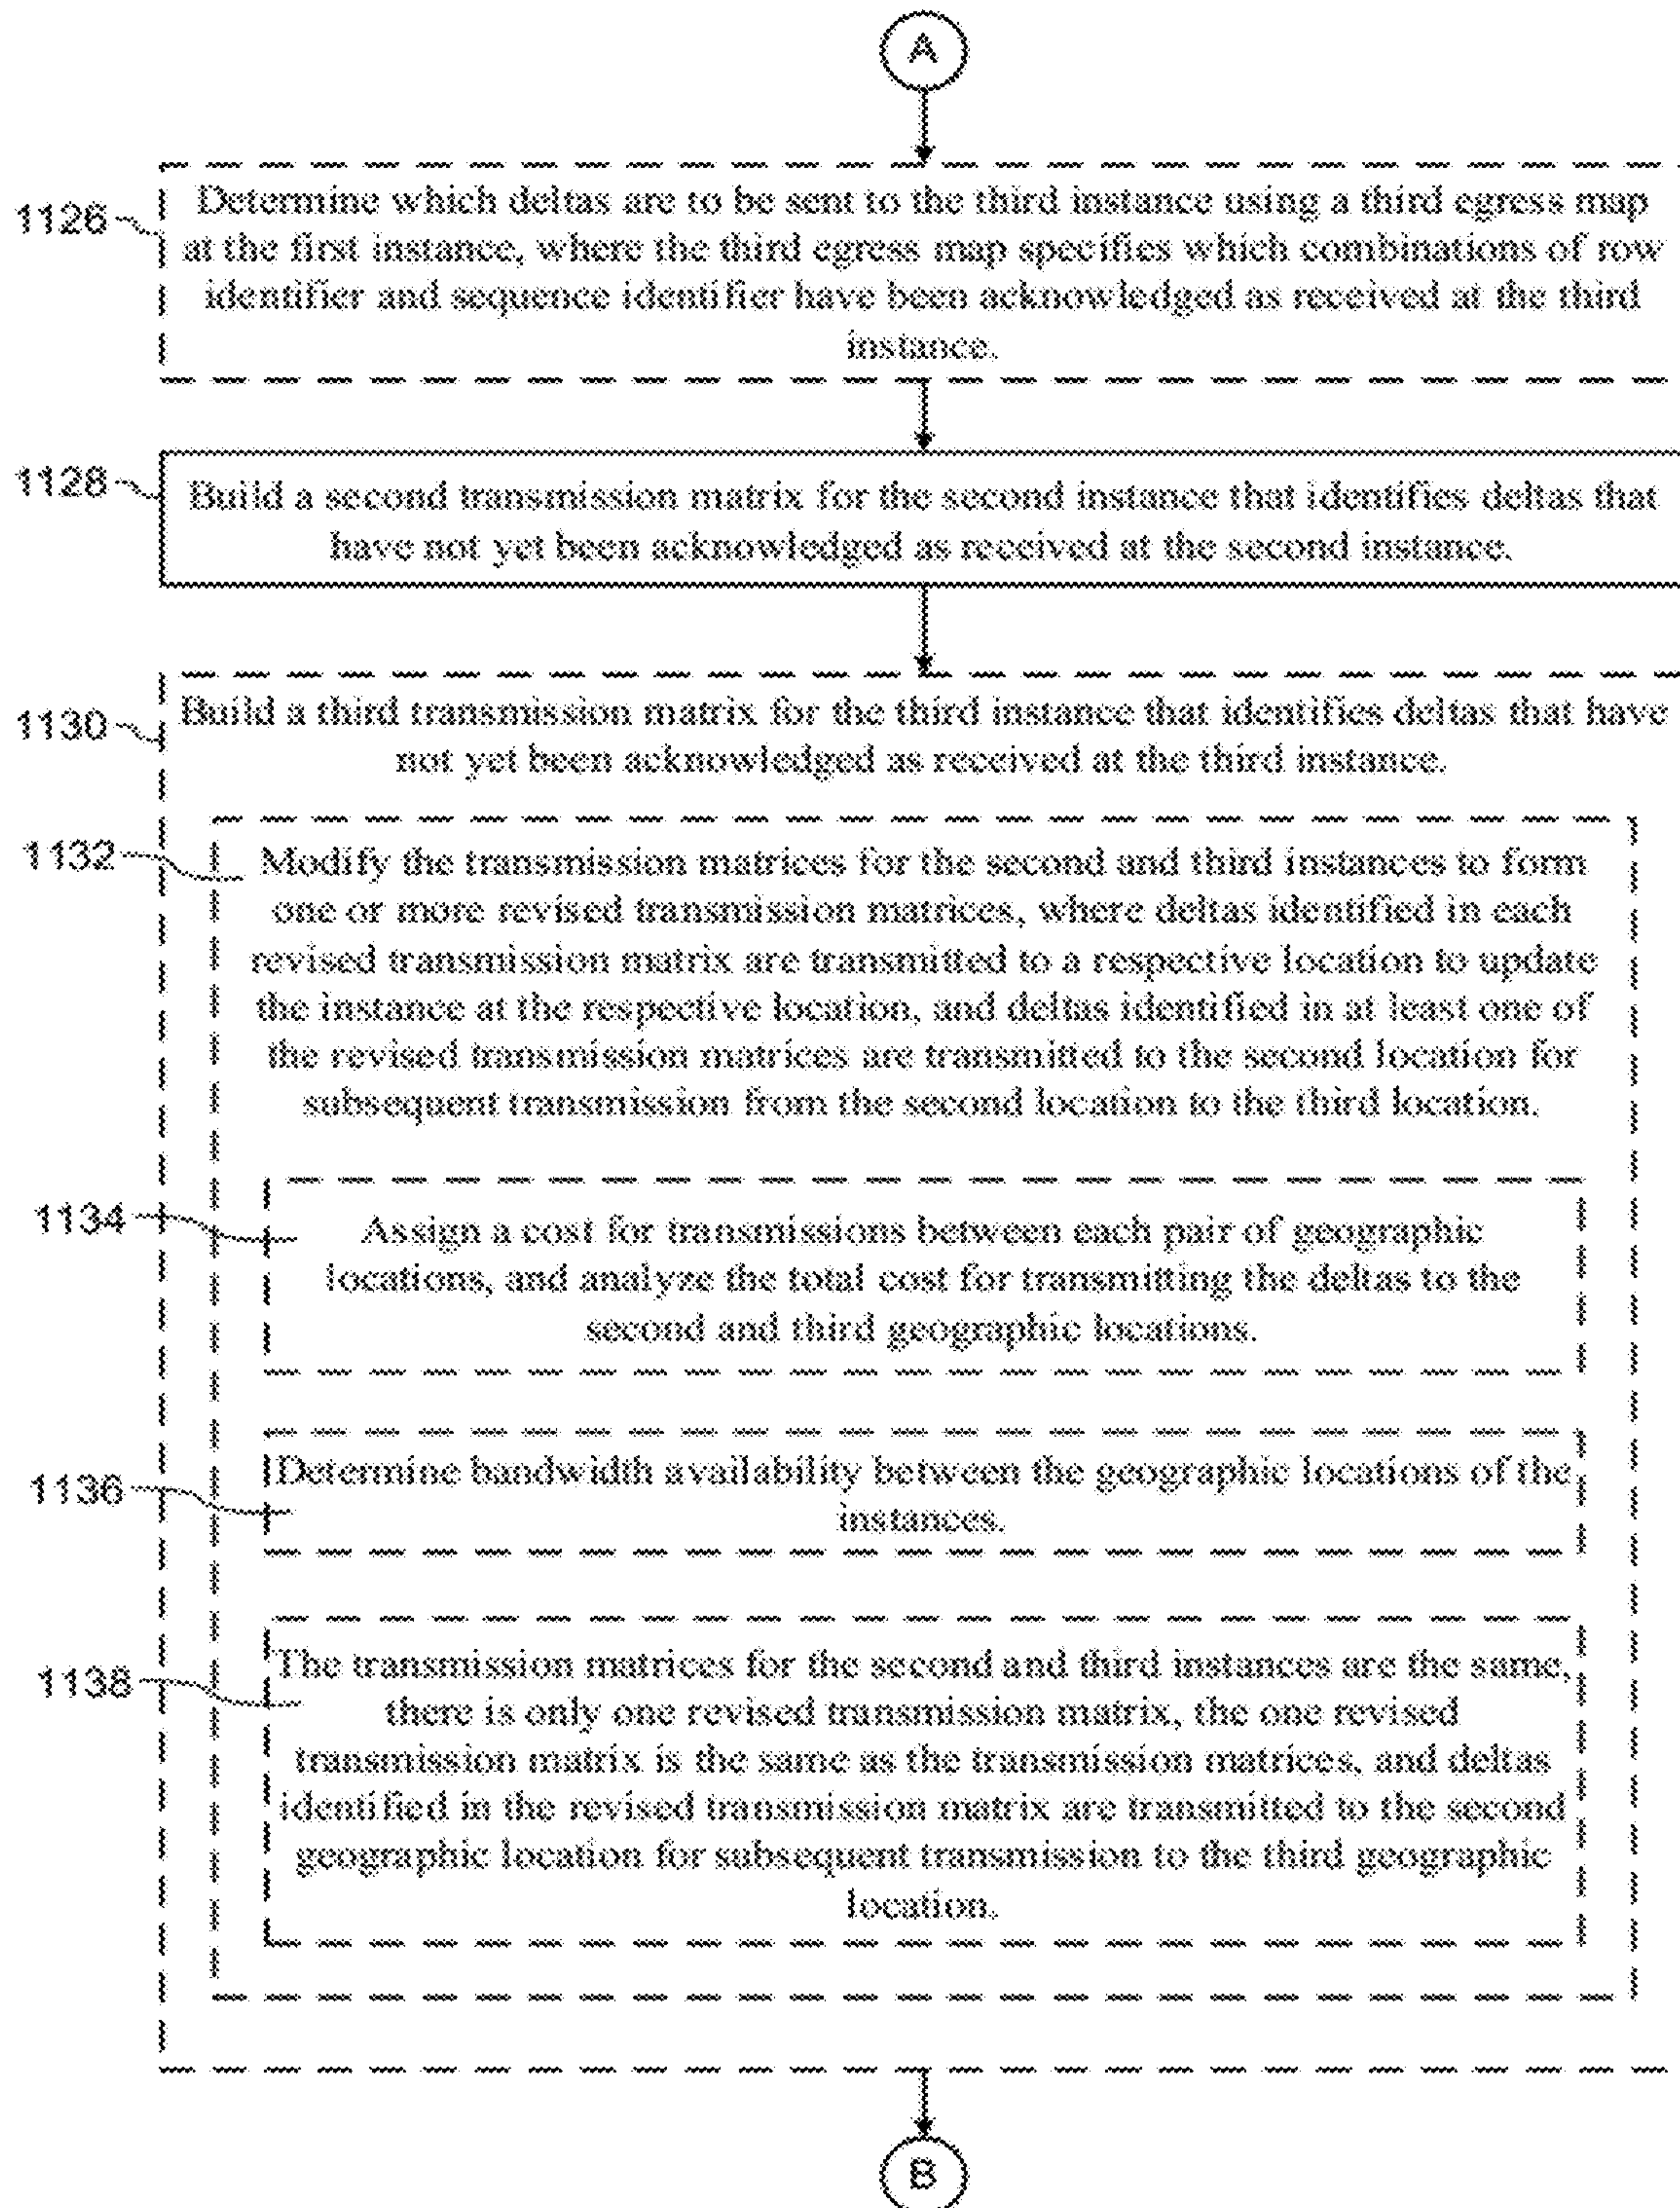 A
1126
Determine which deltas are to be sent to the third instance using a third egress map
at the first instance, where the third egress map specifies which combinations of row
identifier and sequence identifier have been acknowledged as received at the third
instance.
1128
Build a second transmission matrix for the second instance that identifies deltas that
have not yet been acknowledged as received at the second instance.
1130
Build a third transmission matrix for the third instance that identifies deltas that have
not yet been acknowledged as received at the third instance.
1132
Modify the transmission matrices for the second and third instances to form
one or more revised transmission matrices, where deltas identified in each
revised transmission matrix are transmitted to a respective location to update
the instance at the respective location, and deltas identified in at least one of
the revised transmission matrices are transmitted to the second location for
subsequent transmission from the second location to the third location.
1134
Assign a cost for transmissions between each pair of geographic
locations, and analyze the total cost for transmitting the deltas to the
second and third geographic locations.
1136
Determine bandwidth availability between the geographic locations of the
instances.
1138
The transmission matrices for the second and third instances are the same,
there is only one revised transmission matrix, the one revised
transmission matrix is the same as the transmission matrices, and deltas
identified in the revised transmission matrix are transmitted to the second
geographic location for subsequent transmission to the third geographic
location.
B